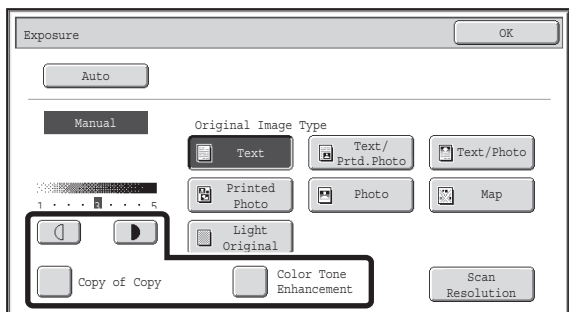 Exposure
OK
Auto
Manual
Original Image Type
Text
Text/
Prtd.Photo
Text/Photo
Printed
Photo
Photo
Map
1 · · · 3 · · · 5
Light
Original
Copy of Copy
Color Tone
Enhancement
Scan
Resolution